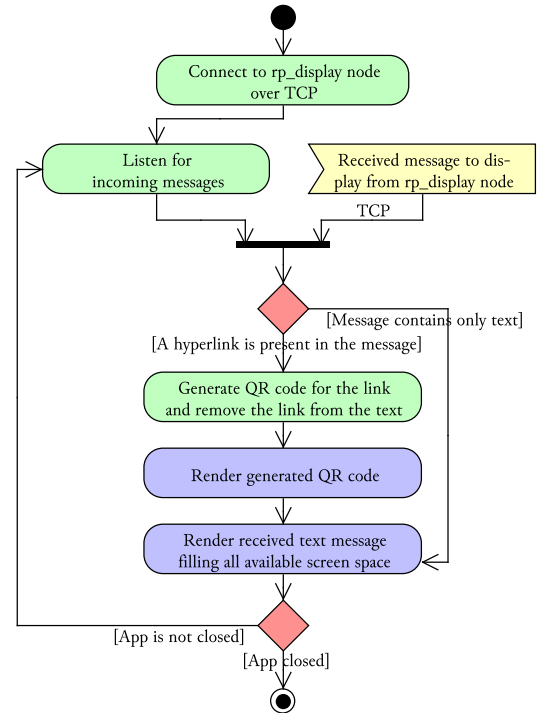 Connect to rp_display node
over TCP
Listen for
incoming messages
Received message to dis-
play from rp_display node
TCP
[Message contains only text]
[A hyperlink is present in the message]
Generate QR code for the link
and remove the link from the text
Render generated QR code
Render received text message
filling all available screen space
[App is not closed]
[App closed]